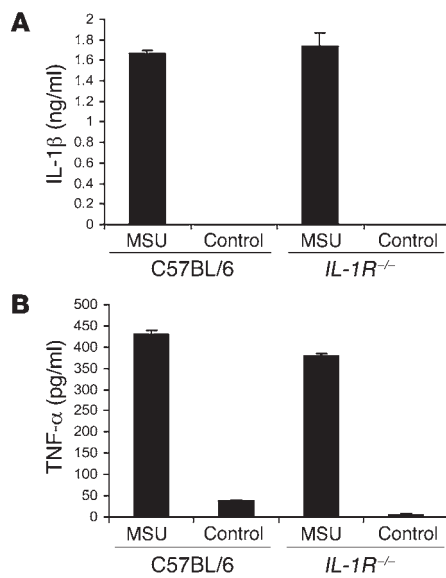 A
IL-1β (ng/ml)
2
1.8
1.6
1.4
1.2
1
0.8
0.6
0.4
0.2
0
MSU Control MSU Control
C57BL/6 IL-1R−/−
B
TNF-α (pg/ml)
500
450
400
350
300
250
200
150
100
50
0
MSU Control MSU Control
C57BL/6 IL-1R−/−